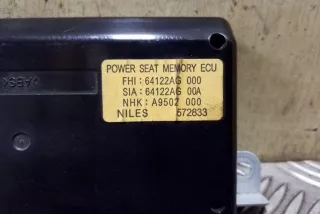 POWER SEAT MEMORY ECU
FHI : 64122AG 000
SIA : 64122AG 00A
NHK : A9502 000
NILES 572833